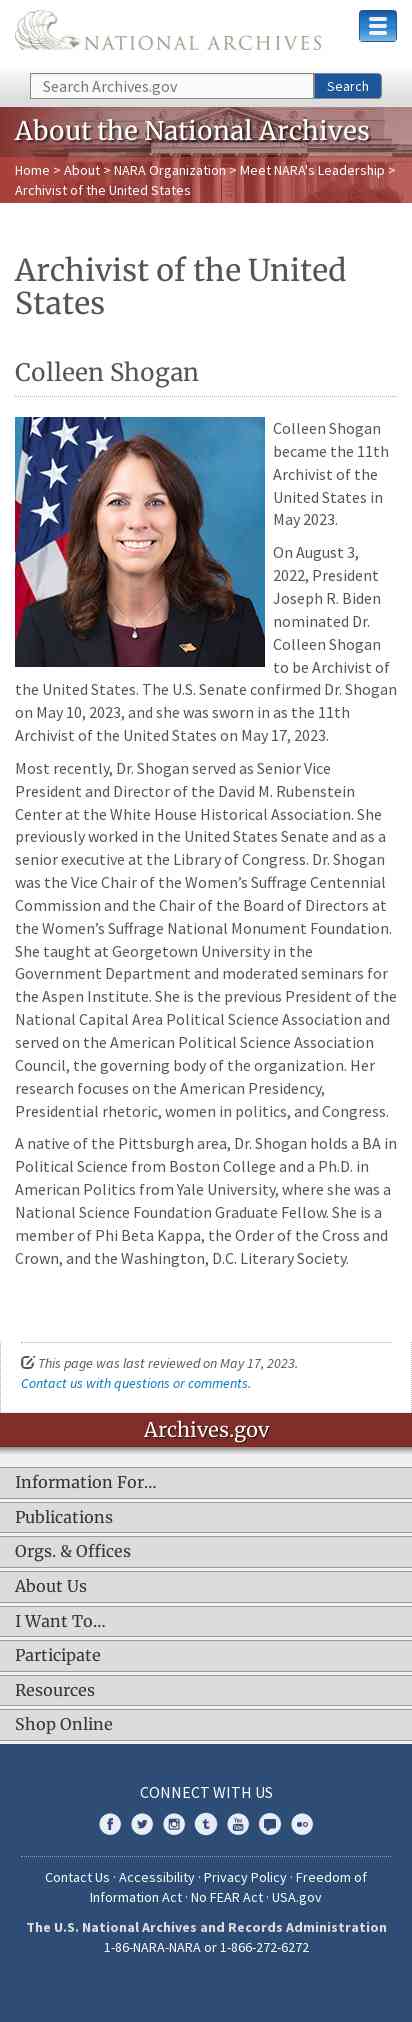 NATIONAL ARCHIVES
Search Archives.gov
Search
About the National Archives
Home > About > NARA Organization > Meet NARA's Leadership >
Archivist of the United States
Archivist of the United
States
Colleen Shogan
Colleen Shogan
became the 11th
Archivist of the
United States in
May 2023.
On August 3,
2022, President
Joseph R. Biden
nominated Dr.
Colleen Shogan
to be Archivist of
the United States. The U.S. Senate confirmed Dr. Shogan
on May 10, 2023, and she was sworn in as the 11th
Archivist of the United States on May 17, 2023.
Most recently, Dr. Shogan served as Senior Vice
President and Director of the David M. Rubenstein
Center at the White House Historical Association. She
previously worked in the United States Senate and as a
senior executive at the Library of Congress. Dr. Shogan
was the Vice Chair of the Women’s Suffrage Centennial
Commission and the Chair of the Board of Directors at
the Women’s Suffrage National Monument Foundation.
She taught at Georgetown University in the
Government Department and moderated seminars for
the Aspen Institute. She is the previous President of the
National Capital Area Political Science Association and
served on the American Political Science Association
Council, the governing body of the organization. Her
research focuses on the American Presidency,
Presidential rhetoric, women in politics, and Congress.
A native of the Pittsburgh area, Dr. Shogan holds a BA in
Political Science from Boston College and a Ph.D. in
American Politics from Yale University, where she was a
National Science Foundation Graduate Fellow. She is a
member of Phi Beta Kappa, the Order of the Cross and
Crown, and the Washington, D.C. Literary Society.
This page was last reviewed on May 17, 2023.
Contact us with questions or comments.
Archives.gov
Information For…
Publications
Orgs. & Offices
About Us
I Want To…
Participate
Resources
Shop Online
CONNECT WITH US
Contact Us · Accessibility · Privacy Policy · Freedom of
Information Act · No FEAR Act · USA.gov
The U.S. National Archives and Records Administration
1-86-NARA-NARA or 1-866-272-6272